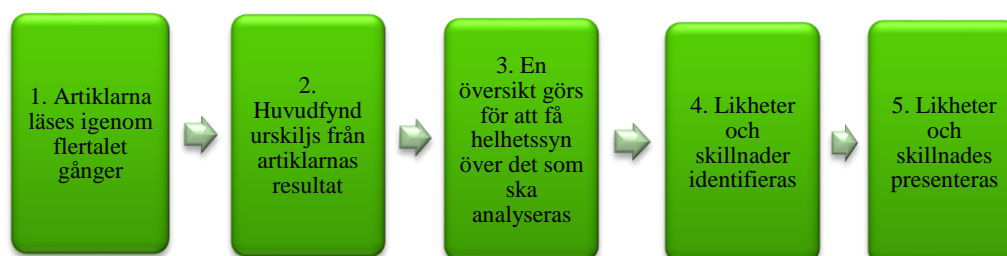 1. Artiklarna
läses igenom
flertalet
gånger
2.
Huvudfynd
urskiljs från
artiklarnas
resultat
3. En
översikt görs
för att få
helhetssyn
över det som
ska
analyseras
4. Likheter
och
skillnader
identifieras
5. Likheter
och
skillnades
presenteras